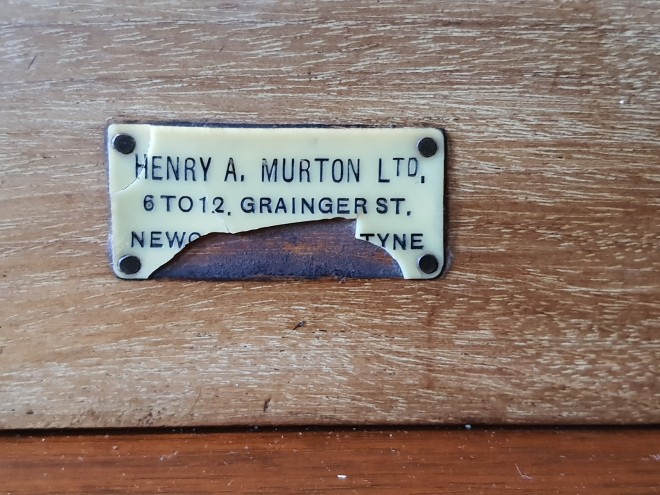 HENRY A. MURTON LTD.
6 TO 12, GRAINGER ST.
NEWC TYNE